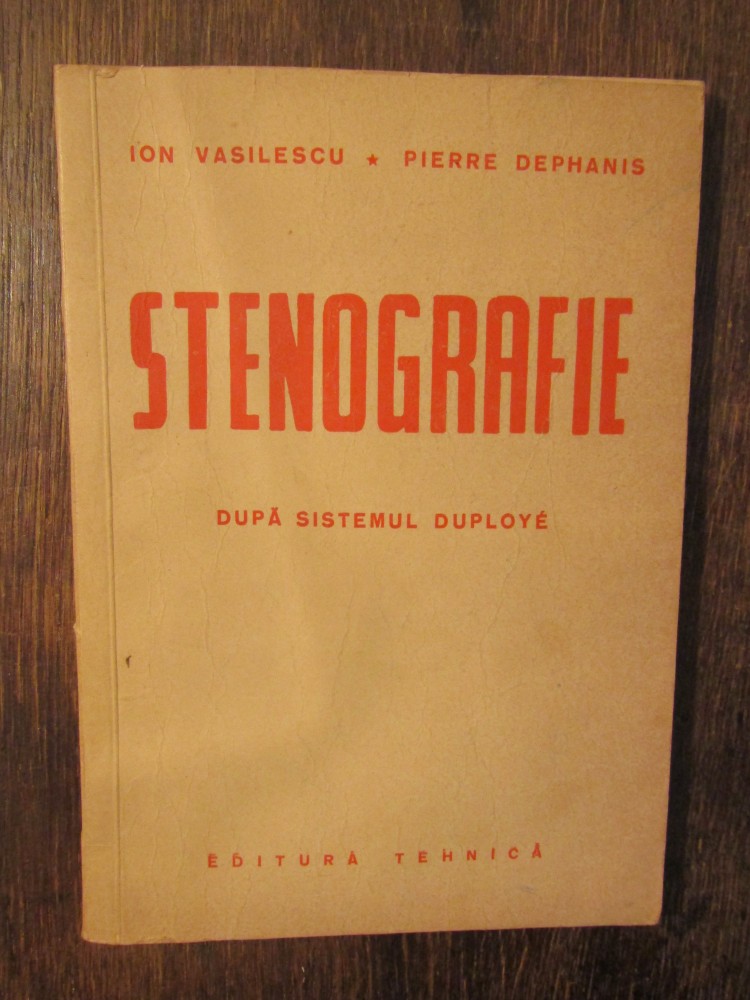 ION VASILESCU ★ PIERRE DEPHANIS
STENOGRAFIE
DUPĂ SISTEMUL DUPLOYÉ
EDITURA TEHNICĂ